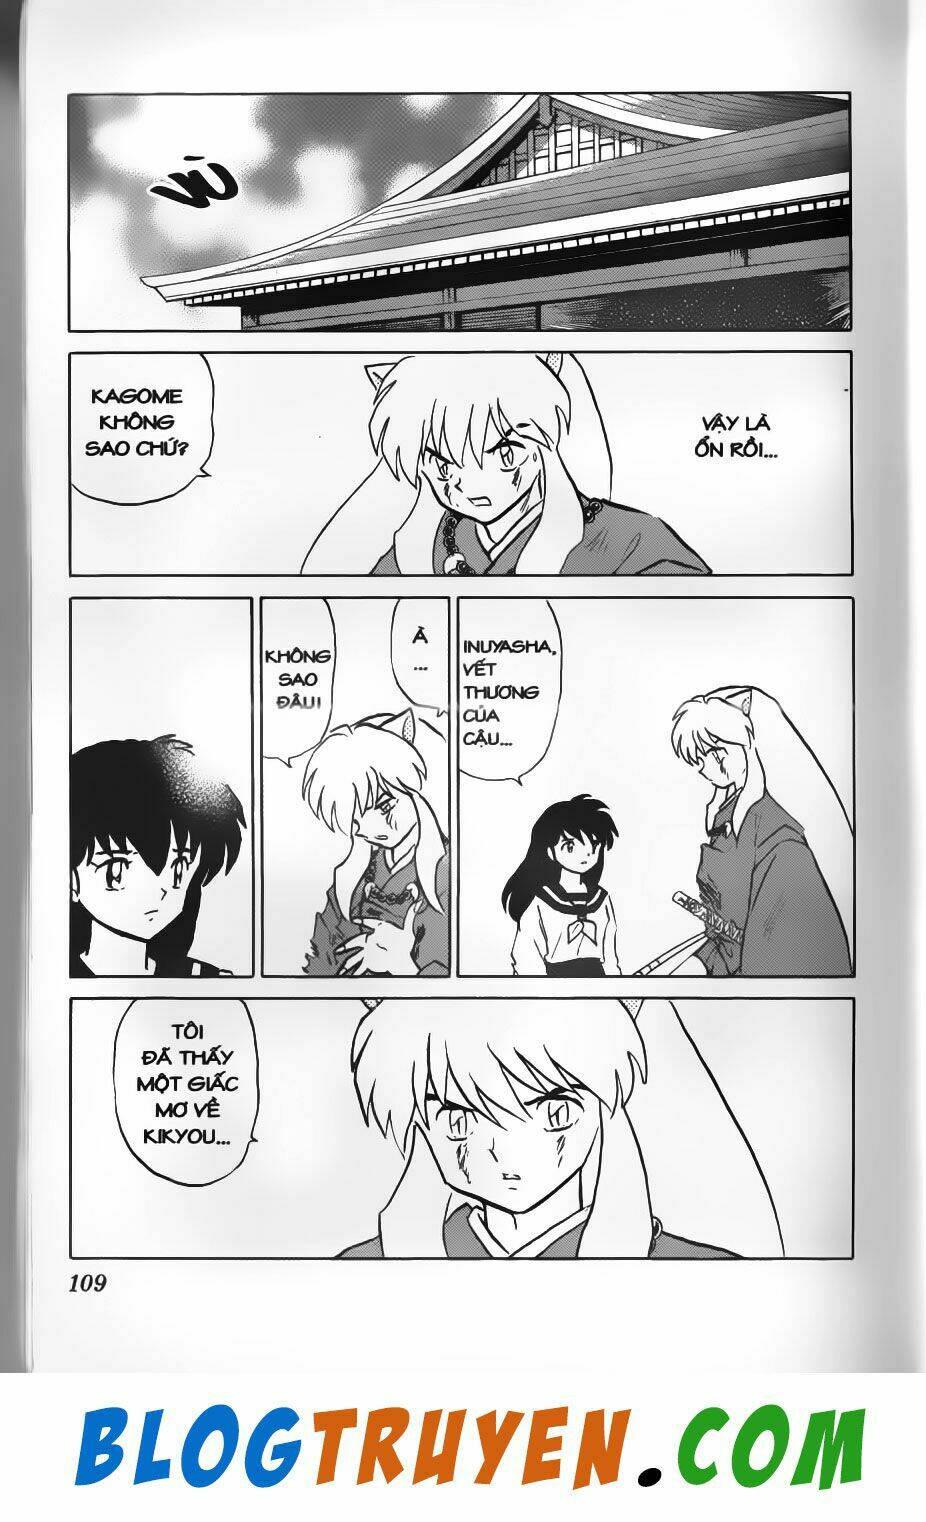 VÙ
VẬY LÀ
ỔN RỒI...
KAGOME
KHÔNG
SAO CHỨ?
INUYASHA,
VẾT
THƯƠNG
CỦA
CẬU...
À
...
KHÔNG
SAO
ĐÂU!
TÔI
ĐÃ THẤY
MỘT GIẤC
MƠ VỀ
KIKYOU...
109
BLOGTRUYEN.COM